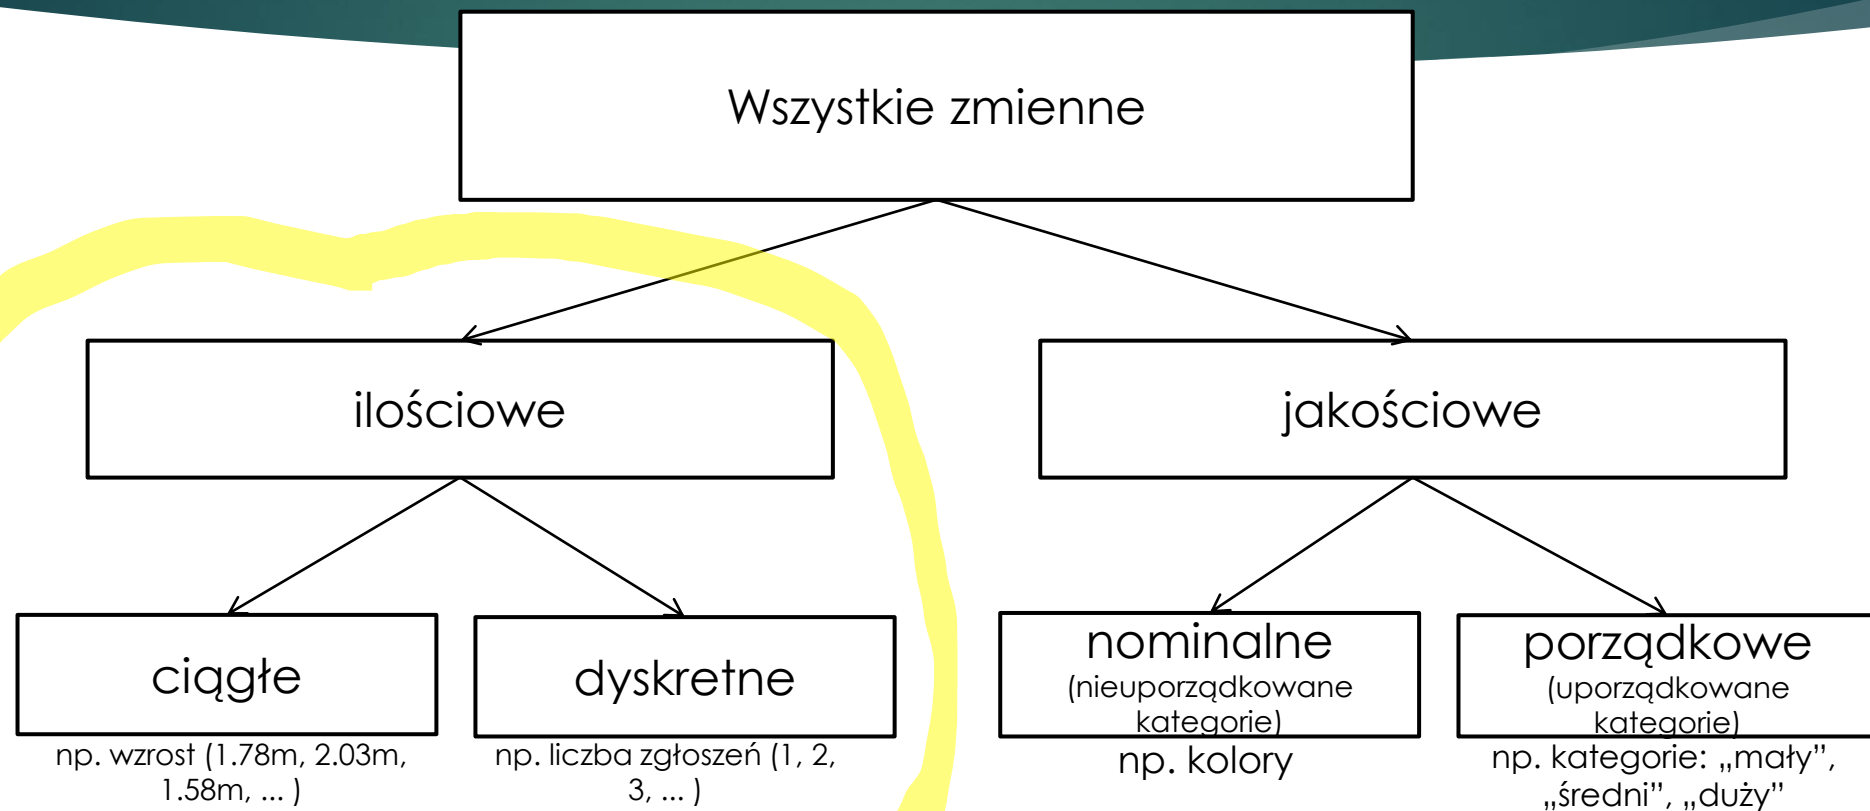 Wszystkie zmienne
ilościowe
jakościowe
ciągłe
np. wzrost (1.78m, 2.03m,
1.58m, ... )
dyskretne
np. liczba zgłoszeń (1, 2,
3, ... )
nominalne
(nieuporządkowane
kategorie)
np. kolory
porządkowe
(uporządkowane
kategorie)
np. kategorie: „mały”,
„średni”, „duży”